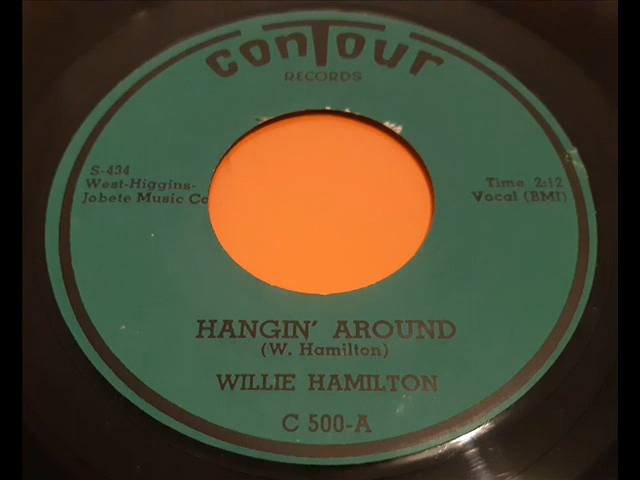 conTour
RECORDS
S-434
West-Higgins-
Jobete Music Co
Time 2:12
Vocal (BMI)
HANGIN' AROUND
(W. Hamilton)
WILLIE HAMILTON
C 500-A